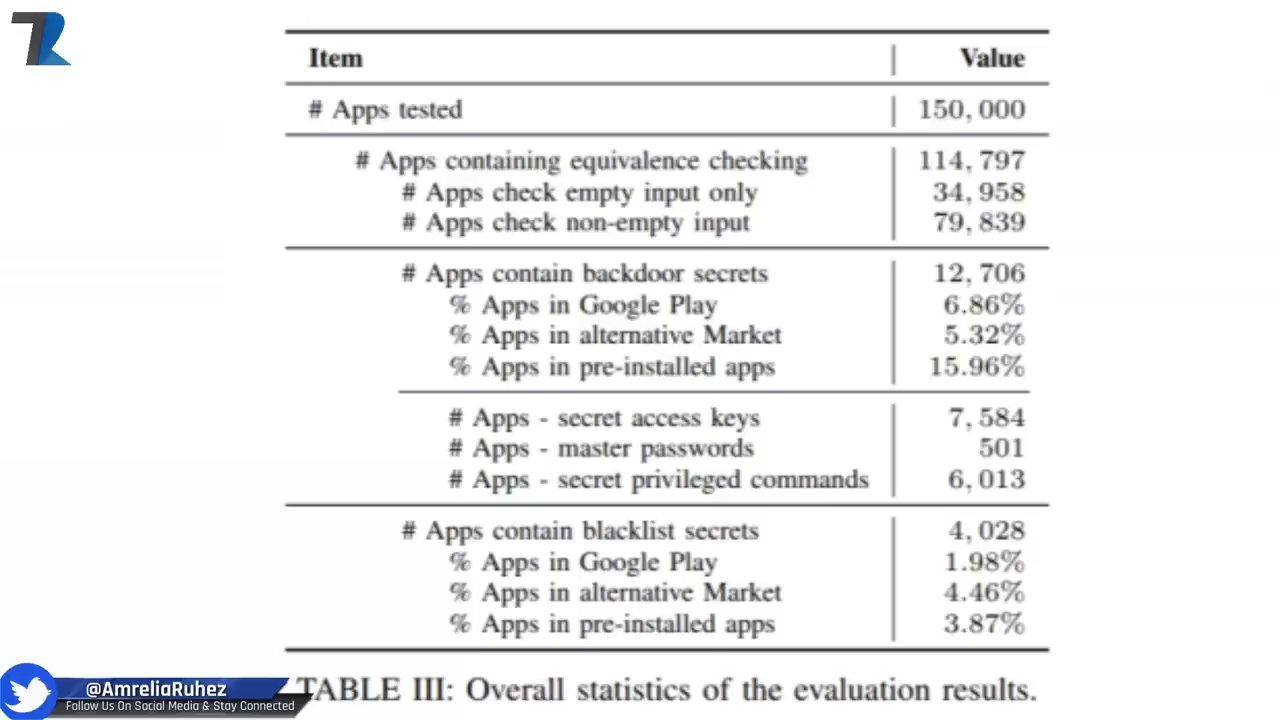 Item Value
# Apps tested 150, 000
# Apps containing equivalence checking 114, 797
# Apps check empty input only 34, 958
# Apps check non-empty input 79, 839
# Apps contain backdoor secrets 12, 706
% Apps in Google Play 6.86%
% Apps in alternative Market 5.32%
% Apps in pre-installed apps 15.96%
# Apps - secret access keys 7, 584
# Apps - master passwords 501
# Apps - secret privileged commands 6, 013
# Apps contain blacklist secrets 4, 028
% Apps in Google Play 1.98%
% Apps in alternative Market 4.46%
% Apps in pre-installed apps 3.87%
TABLE III: Overall statistics of the evaluation results.
@AmreliaRuhez
Follow Us On Social Media & Stay Connected